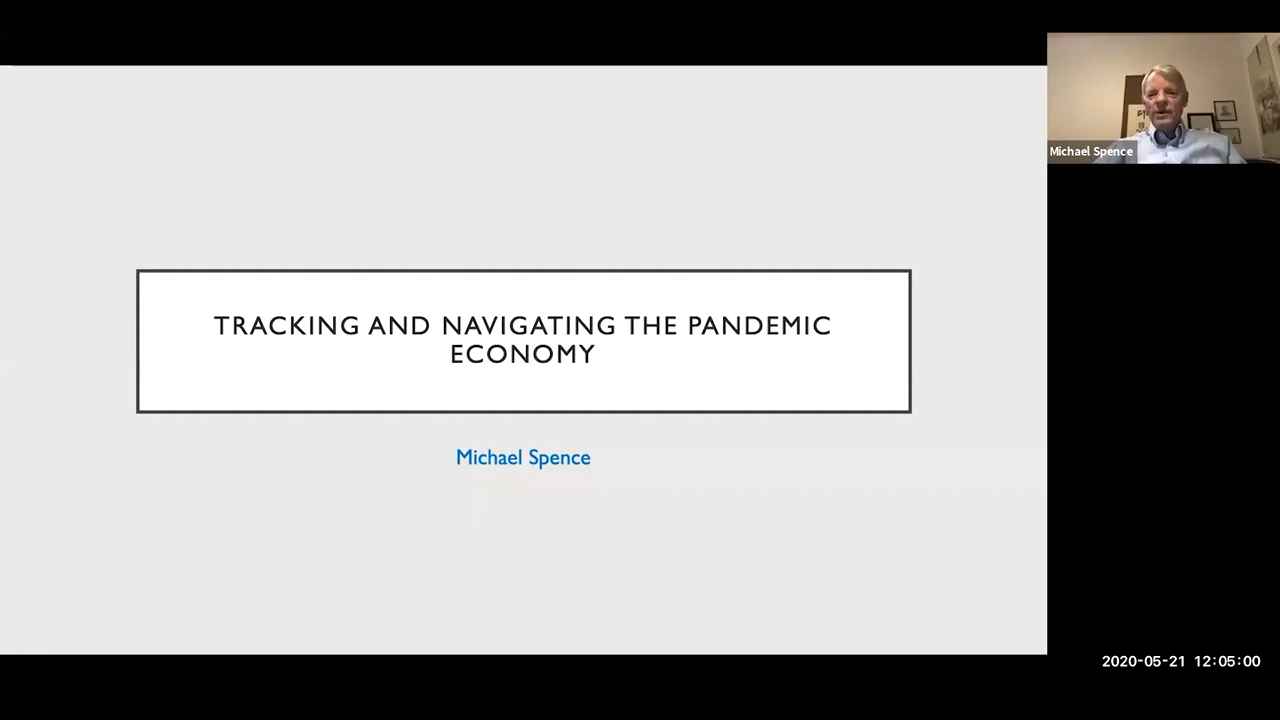 TRACKING AND NAVIGATING THE PANDEMIC
ECONOMY
Michael Spence
Michael Spence
2020-05-21 12:05:00